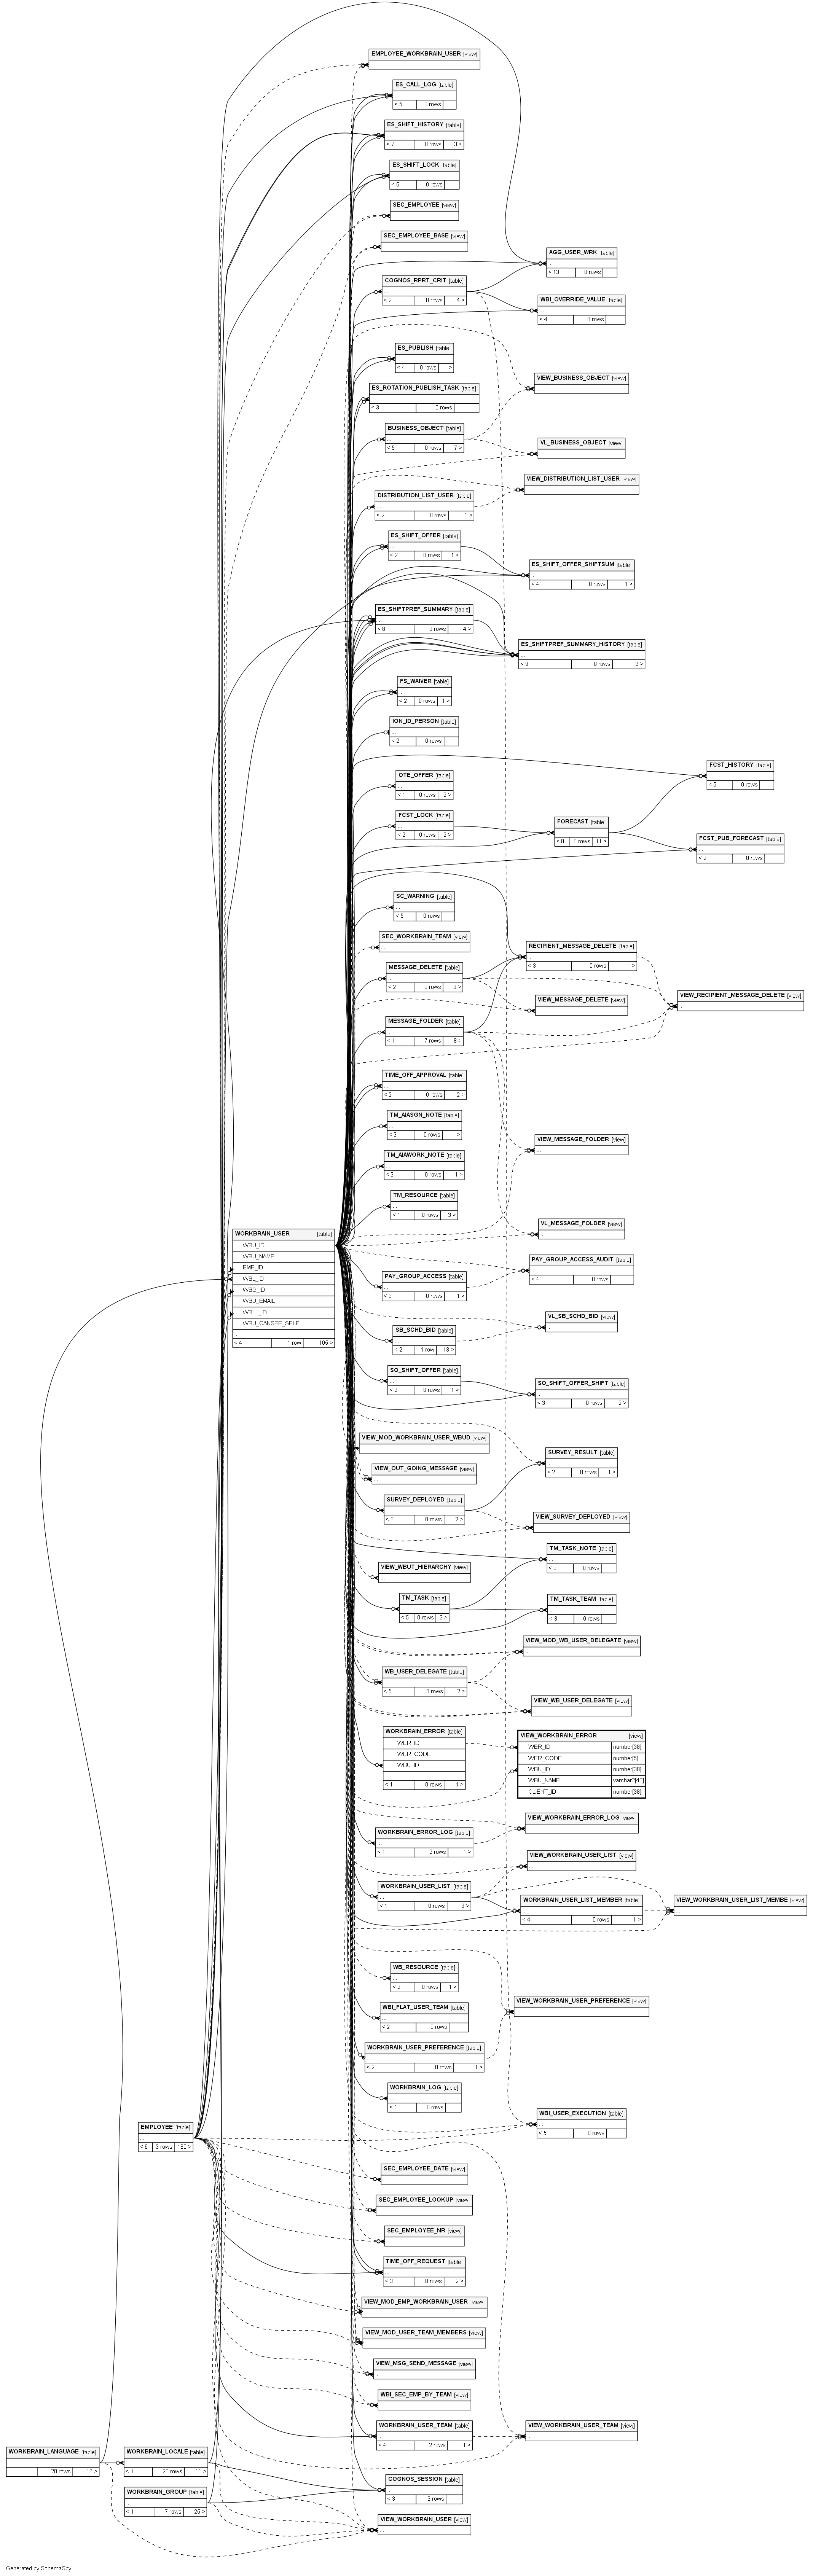 EMPLOYEE_WORKBRAIN_USER [view]
...
ES_CALL_LOG [table]
...
< 5 0 rows
ES_SHIFT_HISTORY [table]
...
< 7 0 rows 3 >
ES_SHIFT_LOCK [table]
...
< 5 0 rows
SEC_EMPLOYEE [view]
...
SEC_EMPLOYEE_BASE [view]
...
AGG_USER_WRK [table]
...
< 13 0 rows
COGNOS_RPRT_CRIT [table]
...
< 2 0 rows 4 >
WBI_OVERRIDE_VALUE [table]
...
< 4 0 rows
ES_PUBLISH [table]
...
< 4 0 rows 1 >
VIEW_BUSINESS_OBJECT [view]
...
ES_ROTATION_PUBLISH_TASK [table]
...
< 3 0 rows
BUSINESS_OBJECT [table]
...
< 5 0 rows 7 >
VL_BUSINESS_OBJECT [view]
...
VIEW_DISTRIBUTION_LIST_USER [view]
...
DISTRIBUTION_LIST_USER [table]
...
< 2 0 rows 1 >
ES_SHIFT_OFFER [table]
...
< 2 0 rows 1 >
ES_SHIFT_OFFER_SHIFTSUM [table]
...
< 4 0 rows 1 >
ES_SHIFTPREF_SUMMARY [table]
...
< 8 0 rows 4 >
ES_SHIFTPREF_SUMMARY_HISTORY [table]
...
< 9 0 rows 2 >
FS_WAIVER [table]
...
< 2 0 rows 1 >
ION_ID_PERSON [table]
...
< 2 0 rows
FCST_HISTORY [table]
...
< 5 0 rows
OTE_OFFER [table]
...
< 1 0 rows 2 >
FCST_LOCK [table]
...
< 2 0 rows 2 >
FORECAST [table]
...
< 9 0 rows 11 >
FCST_PUB_FORECAST [table]
...
< 2 0 rows
SC_WARNING [table]
...
< 5 0 rows
SEC_WORKBRAIN_TEAM [view]
...
RECIPIENT_MESSAGE_DELETE [table]
...
< 3 0 rows 1 >
MESSAGE_DELETE [table]
...
< 2 0 rows 3 >
VIEW_MESSAGE_DELETE [view]
...
VIEW_RECIPIENT_MESSAGE_DELETE [view]
...
MESSAGE_FOLDER [table]
...
< 1 7 rows 8 >
TIME_OFF_APPROVAL [table]
...
< 2 0 rows 2 >
TM_AIASGN_NOTE [table]
...
< 3 0 rows 1 >
VIEW_MESSAGE_FOLDER [view]
...
TM_AIAWORK_NOTE [table]
...
< 3 0 rows 1 >
TM_RESOURCE [table]
...
< 1 0 rows 3 >
VL_MESSAGE_FOLDER [view]
...
WORKBRAIN_USER [table]
WBU_ID
WBU_NAME
EMP_ID
WBL_ID
WBG_ID
WBU_EMAIL
WBLL_ID
WBU_CANSEE_SELF
...
< 4 1 row 105 >
PAY_GROUP_ACCESS_AUDIT [table]
...
< 4 0 rows
PAY_GROUP_ACCESS [table]
...
< 3 0 rows 1 >
VL_SB_SCHD_BID [view]
...
SB_SCHD_BID [table]
...
< 2 1 row 13 >
SO_SHIFT_OFFER [table]
...
< 2 0 rows 1 >
SO_SHIFT_OFFER_SHIFT [table]
...
< 3 0 rows 2 >
VIEW_MOD_WORKBRAIN_USER_WBUD [view]
...
SURVEY_RESULT [table]
...
< 2 0 rows 1 >
VIEW_OUT_GOING_MESSAGE [view]
...
SURVEY_DEPLOYED [table]
...
< 3 0 rows 2 >
VIEW_SURVEY_DEPLOYED [view]
...
TM_TASK_NOTE [table]
...
< 3 0 rows
VIEW_WBUT_HIERARCHY [view]
...
TM_TASK [table]
...
< 5 0 rows 3 >
TM_TASK_TEAM [table]
...
< 3 0 rows
VIEW_MOD_WB_USER_DELEGATE [view]
...
WB_USER_DELEGATE [table]
...
< 5 0 rows 2 >
VIEW_WB_USER_DELEGATE [view]
...
WORKBRAIN_ERROR [table]
WER_ID
WER_CODE
WBU_ID
...
< 1 0 rows 1 >
VIEW_WORKBRAIN_ERROR [view]
WER_ID number[38]
WER_CODE number[5]
WBU_ID number[38]
WBU_NAME varchar2[40]
CLIENT_ID number[38]
VIEW_WORKBRAIN_ERROR_LOG [view]
...
WORKBRAIN_ERROR_LOG [table]
...
< 1 2 rows 1 >
VIEW_WORKBRAIN_USER_LIST [view]
...
WORKBRAIN_USER_LIST [table]
...
< 1 0 rows 3 >
WORKBRAIN_USER_LIST_MEMBER [table]
...
< 4 0 rows 1 >
VIEW_WORKBRAIN_USER_LIST_MEMBE [view]
...
WB_RESOURCE [table]
...
< 2 0 rows 1 >
VIEW_WORKBRAIN_USER_PREFERENCE [view]
...
WBI_FLAT_USER_TEAM [table]
...
< 2 0 rows
WORKBRAIN_USER_PREFERENCE [table]
...
< 2 0 rows 1 >
WORKBRAIN_LOG [table]
...
< 1 0 rows
WBI_USER_EXECUTION [table]
...
< 5 0 rows
EMPLOYEE [table]
...
< 6 3 rows 180 >
SEC_EMPLOYEE_DATE [view]
...
SEC_EMPLOYEE_LOOKUP [view]
...
SEC_EMPLOYEE_NR [view]
...
TIME_OFF_REQUEST [table]
...
< 3 0 rows 2 >
VIEW_MOD_EMP_WORKBRAIN_USER [view]
...
VIEW_MOD_USER_TEAM_MEMBERS [view]
...
VIEW_MSG_SEND_MESSAGE [view]
...
WBI_SEC_EMP_BY_TEAM [view]
...
WORKBRAIN_USER_TEAM [table]
...
< 4 2 rows 1 >
VIEW_WORKBRAIN_USER_TEAM [view]
...
WORKBRAIN_LANGUAGE [table]
...
20 rows 16 >
WORKBRAIN_LOCALE [table]
...
< 1 20 rows 11 >
COGNOS_SESSION [table]
...
< 3 3 rows
WORKBRAIN_GROUP [table]
...
< 1 7 rows 25 >
VIEW_WORKBRAIN_USER [view]
...
Generated by SchemaSpy